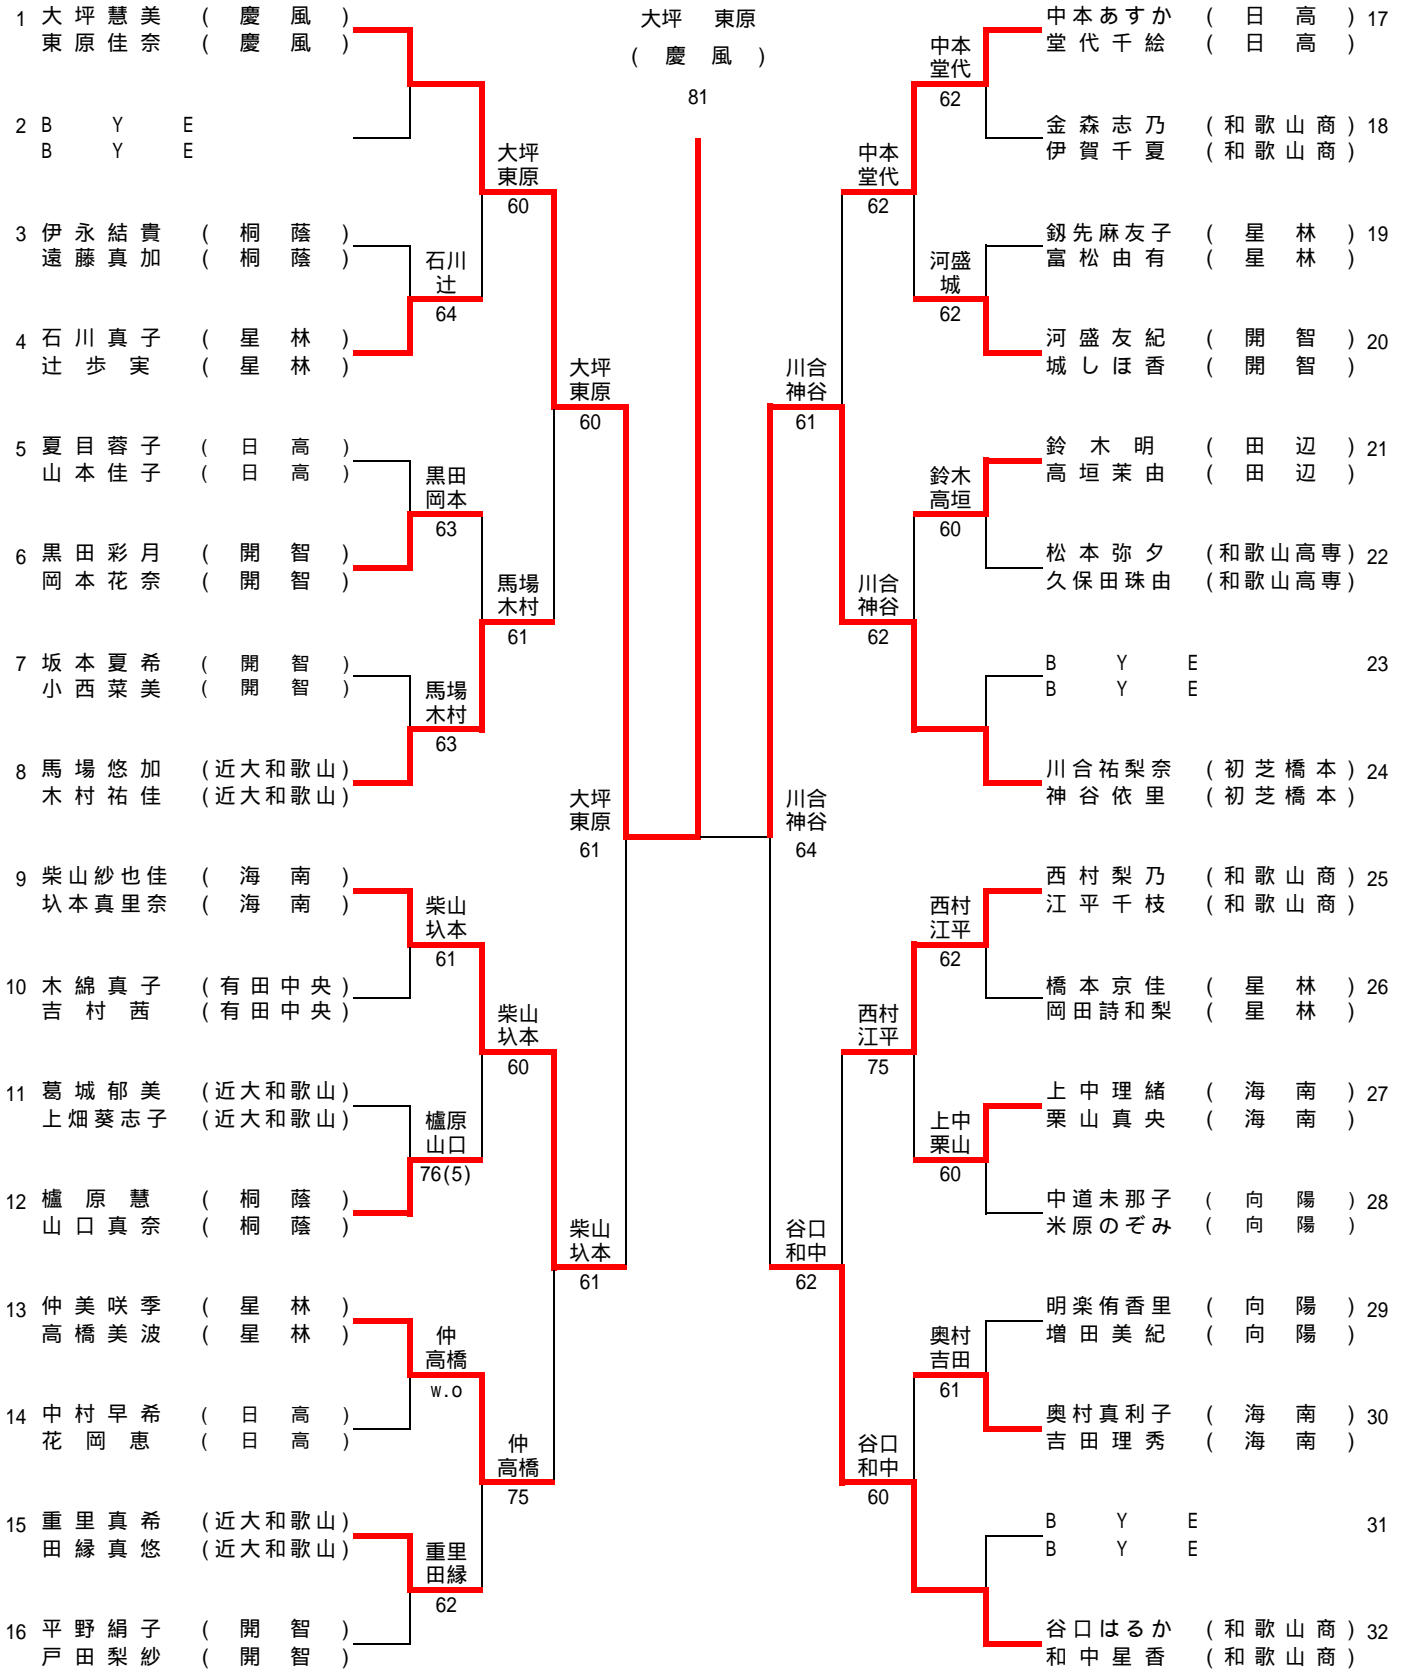 大坪 東原
( 慶 風 )
81
1 大坪慧美 ( 慶 風 )
東原佳奈 ( 慶 風 )
2 B Y E
B Y E
3 伊永結貴 ( 桐 蔭 )
遠藤真加 ( 桐 蔭 )
4 石川真子 ( 星 林 )
辻歩実 ( 星 林 )
5 夏目蓉子 ( 日 高 )
山本佳子 ( 日 高 )
6 黒田彩月 ( 開 智 )
岡本花奈 ( 開 智 )
7 坂本夏希 ( 開 智 )
小西菜美 ( 開 智 )
8 馬場悠加 (近大和歌山)
木村祐佳 (近大和歌山)
9 柴山紗也佳 ( 海 南 )
圦本真里奈 ( 海 南 )
10 木綿真子 (有田中央)
吉村茜 (有田中央)
11 葛城郁美 (近大和歌山)
上畑葵志子 (近大和歌山)
12 櫨原慧 ( 桐 蔭 )
山口真奈 ( 桐 蔭 )
13 仲美咲季 ( 星 林 )
高橋美波 ( 星 林 )
14 中村早希 ( 日 高 )
花岡恵 ( 日 高 )
15 重里真希 (近大和歌山)
田縁真悠 (近大和歌山)
16 平野絹子 ( 開 智 )
戸田梨紗 ( 開 智 )
石川
辻
64
黒田
岡本
63
馬場
木村
63
柴山
圦本
61
櫨原
山口
76(5)
仲
高橋
w.o
重里
田縁
62
大坪
東原
60
馬場
木村
61
柴山
圦本
60
仲
高橋
75
大坪
東原
60
柴山
圦本
61
大坪
東原
61
川合
神谷
64
川合
神谷
61
谷口
和中
62
中本
堂代
62
川合
神谷
62
西村
江平
75
谷口
和中
60
中本
堂代
62
河盛
城
62
鈴木
高垣
60
西村
江平
62
上中
栗山
60
奥村
吉田
61
中本あすか ( 日 高 ) 17
堂代千絵 ( 日 高 )
金森志乃 (和歌山商) 18
伊賀千夏 (和歌山商)
釼先麻友子 ( 星 林 ) 19
富松由有 ( 星 林 )
河盛友紀 ( 開 智 ) 20
城しほ香 ( 開 智 )
鈴木明 ( 田 辺 ) 21
高垣茉由 ( 田 辺 )
松本弥夕 (和歌山高専) 22
久保田珠由 (和歌山高専)
B Y E 23
B Y E
川合祐梨奈 (初芝橋本) 24
神谷依里 (初芝橋本)
西村梨乃 (和歌山商) 25
江平千枝 (和歌山商)
橋本京佳 ( 星 林 ) 26
岡田詩和梨 ( 星 林 )
上中理緒 ( 海 南 ) 27
栗山真央 ( 海 南 )
中道未那子 ( 向 陽 ) 28
米原のぞみ ( 向 陽 )
明楽侑香里 ( 向 陽 ) 29
増田美紀 ( 向 陽 )
奥村真利子 ( 海 南 ) 30
吉田理秀 ( 海 南 )
B Y E 31
B Y E
谷口はるか (和歌山商) 32
和中星香 (和歌山商)